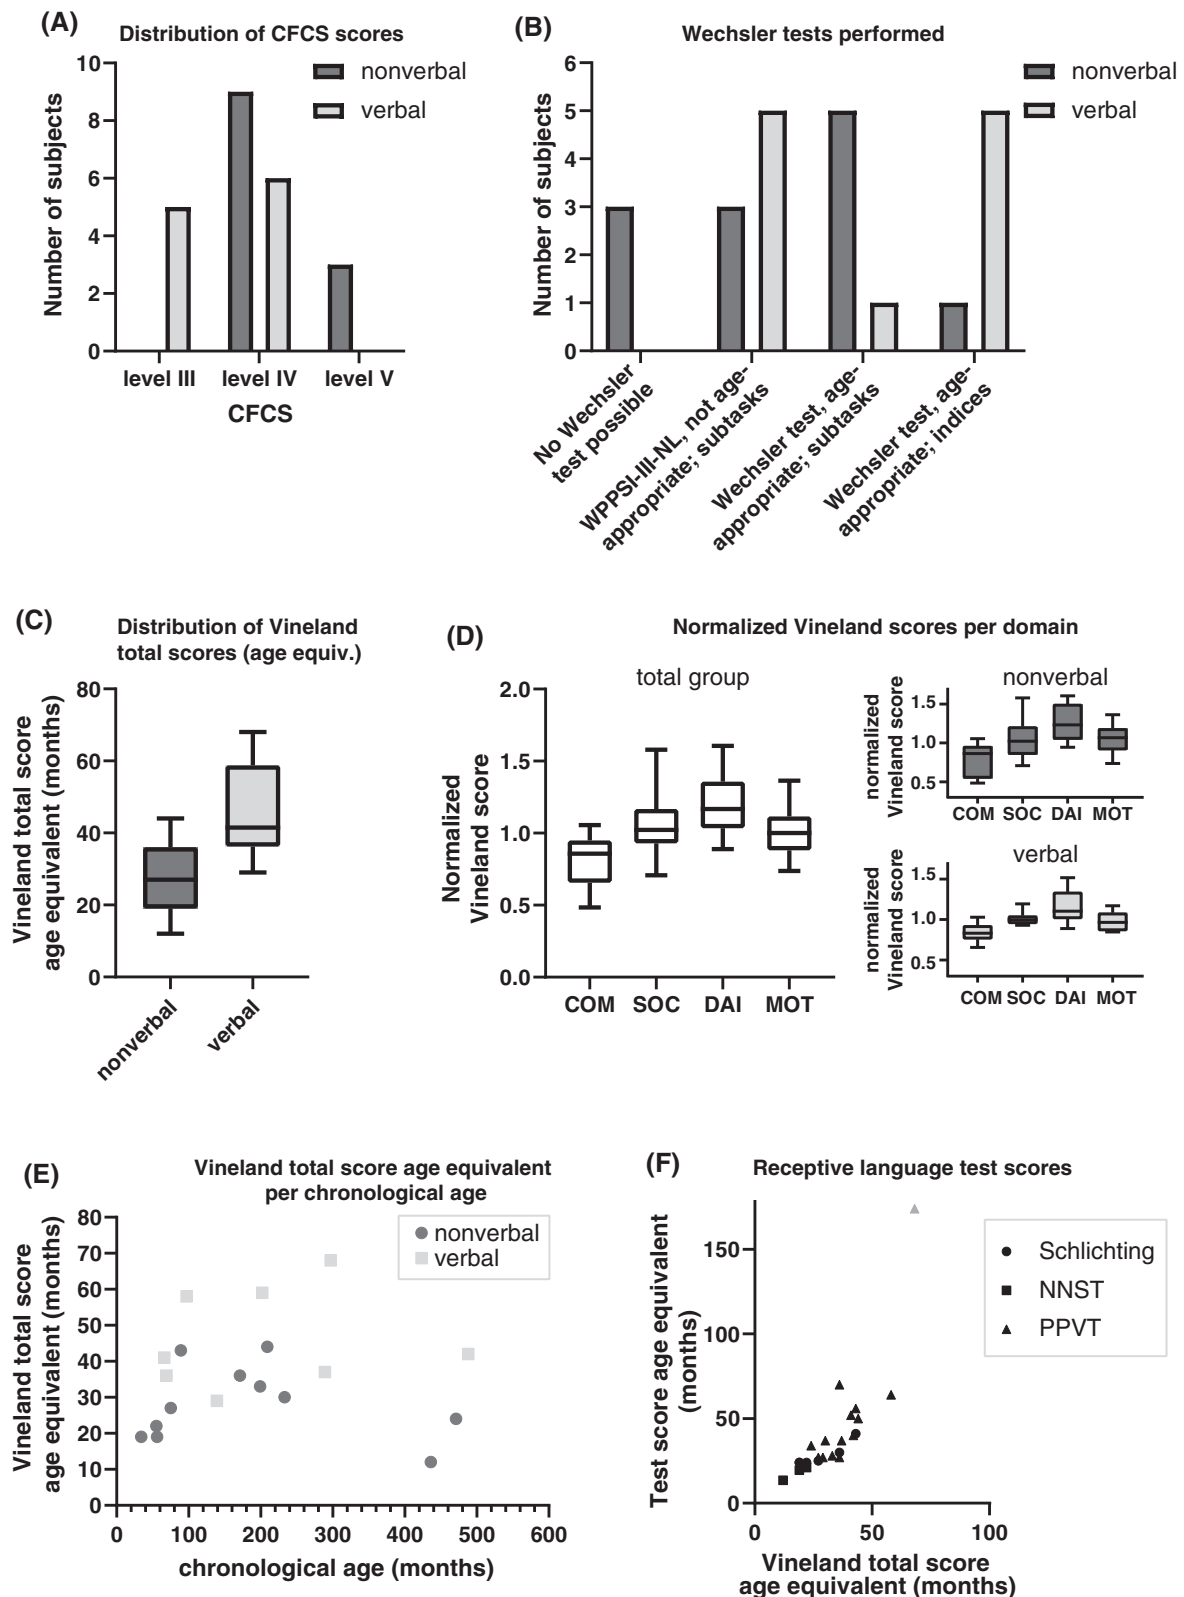 (A)
Distribution of CFCS scores
Number of subjects
10
8
6
4
2
0
nonverbal
verbal
level III
level IV
level V
CFCS
(B)
Wechsler tests performed
Number of subjects
6
5
4
3
2
1
0
nonverbal
verbal
No Wechsler
test possible
WPPSI-III-NL, not age-
appropriate; subtasks
Wechsler test, age-
appropriate; subtasks
Wechsler test, age-
appropriate; indices
(C)
Distribution of Vineland
total scores (age equiv.)
Vineland total score
age equivalent (months)
80
60
40
20
0
nonverbal
verbal
(D)
Normalized Vineland scores per domain
total group
Normalized
Vineland score
2.0
1.5
1.0
0.5
0.0
COM SOC DAI MOT
nonverbal
normalized
Vineland score
1.5
1.0
0.5
COM SOC DAI MOT
verbal
normalized
Vineland score
1.5
1.0
0.5
COM SOC DAI MOT
(E)
Vineland total score age equivalent
per chronological age
Vineland total score
age equivalent (months)
80
70
60
50
40
30
20
10
0
nonverbal
verbal
0 100 200 300 400 500 600
chronological age (months)
(F)
Receptive language test scores
Test score age equivalent
(months)
150
100
50
0
Schlichting
NNST
PPVT
0 50 100
Vineland total score
age equivalent (months)